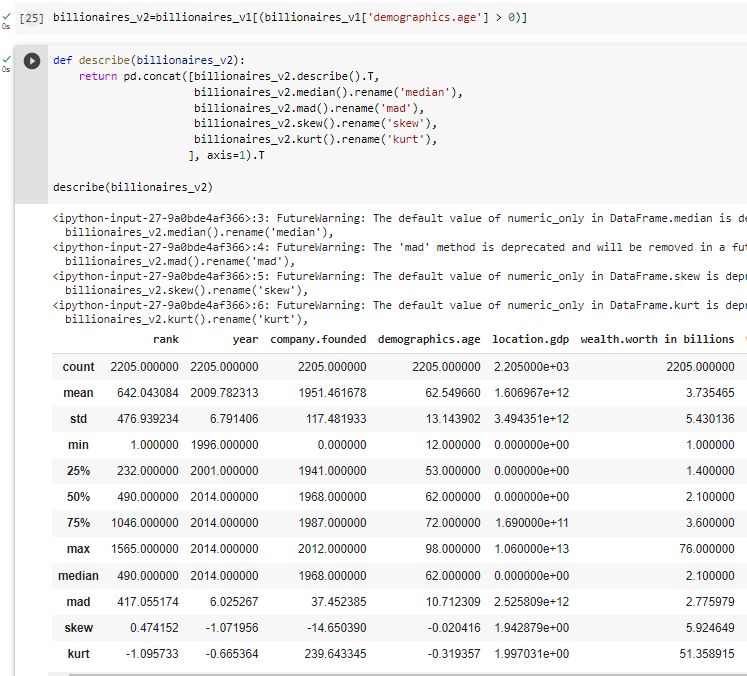 [25] billionaires_v2=billionaires_v1[(billionaires_v1['demographics.age'] > 0)]
0s
def describe(billionaires_v2):
0s
return pd.concat([billionaires_v2.describe().T,
billionaires_v2.median().rename('median'),
billionaires_v2.mad().rename('mad'),
billionaires_v2.skew().rename('skew'),
billionaires_v2.kurt().rename('kurt'),
], axis=1).T
describe(billionaires_v2)
<ipython-input-27-9a0bde4af366>:3: FutureWarning: The default value of numeric_only in DataFrame.median is de
billionaires_v2.median().rename('median'),
<ipython-input-27-9a0bde4af366>:4: FutureWarning: The 'mad' method is deprecated and will be removed in a fut
billionaires_v2.mad().rename('mad'),
<ipython-input-27-9a0bde4af366>:5: FutureWarning: The default value of numeric_only in DataFrame.skew is depr
billionaires_v2.skew().rename('skew'),
<ipython-input-27-9a0bde4af366>:6: FutureWarning: The default value of numeric_only in DataFrame.kurt is depr
billionaires_v2.kurt().rename('kurt'),
rank year company.founded demographics.age location.gdp wealth.worth in billions
count 2205.000000 2205.000000 2205.000000 2205.000000 2.205000e+03 2205.000000
mean 642.043084 2009.782313 1951.461678 62.549660 1.606967e+12 3.735465
std 476.939234 6.791406 117.481933 13.143902 3.494351e+12 5.430136
min 1.000000 1996.000000 0.000000 12.000000 0.000000e+00 1.000000
25% 232.000000 2001.000000 1941.000000 53.000000 0.000000e+00 1.400000
50% 490.000000 2014.000000 1968.000000 62.000000 0.000000e+00 2.100000
75% 1046.000000 2014.000000 1987.000000 72.000000 1.690000e+11 3.600000
max 1565.000000 2014.000000 2012.000000 98.000000 1.060000e+13 76.000000
median 490.000000 2014.000000 1968.000000 62.000000 0.000000e+00 2.100000
mad 417.055174 6.025267 37.452385 10.712309 2.525809e+12 2.775979
skew 0.474152 -1.071956 -14.650390 -0.020416 1.942879e+00 5.924649
kurt -1.095733 -0.665364 239.643345 -0.319357 1.997031e+00 51.358915